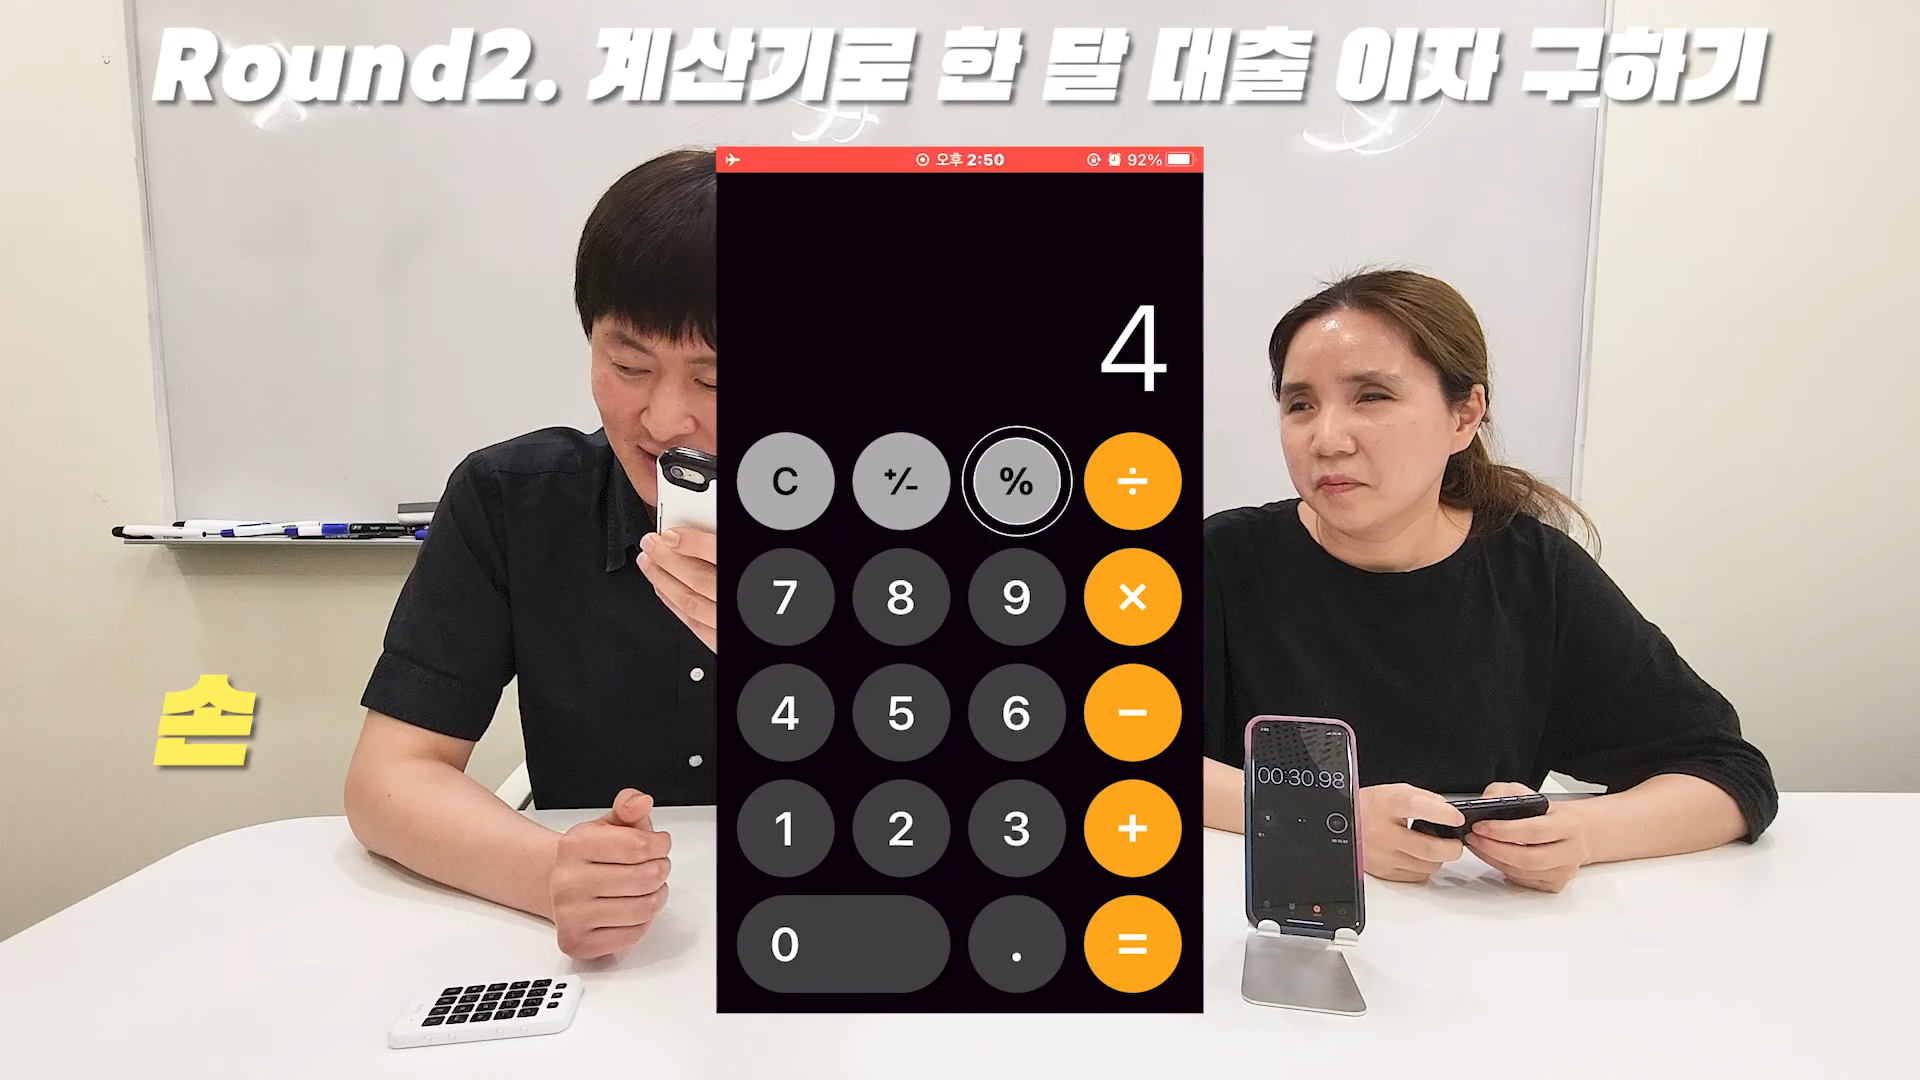 Round2. 계산기로 한 달 대출 이자 구하기
오후 2:50
92%
4
C +/- % ÷
7 8 9 ×
4 5 6 −
1 2 3 +
0 . =
손
00:30.98